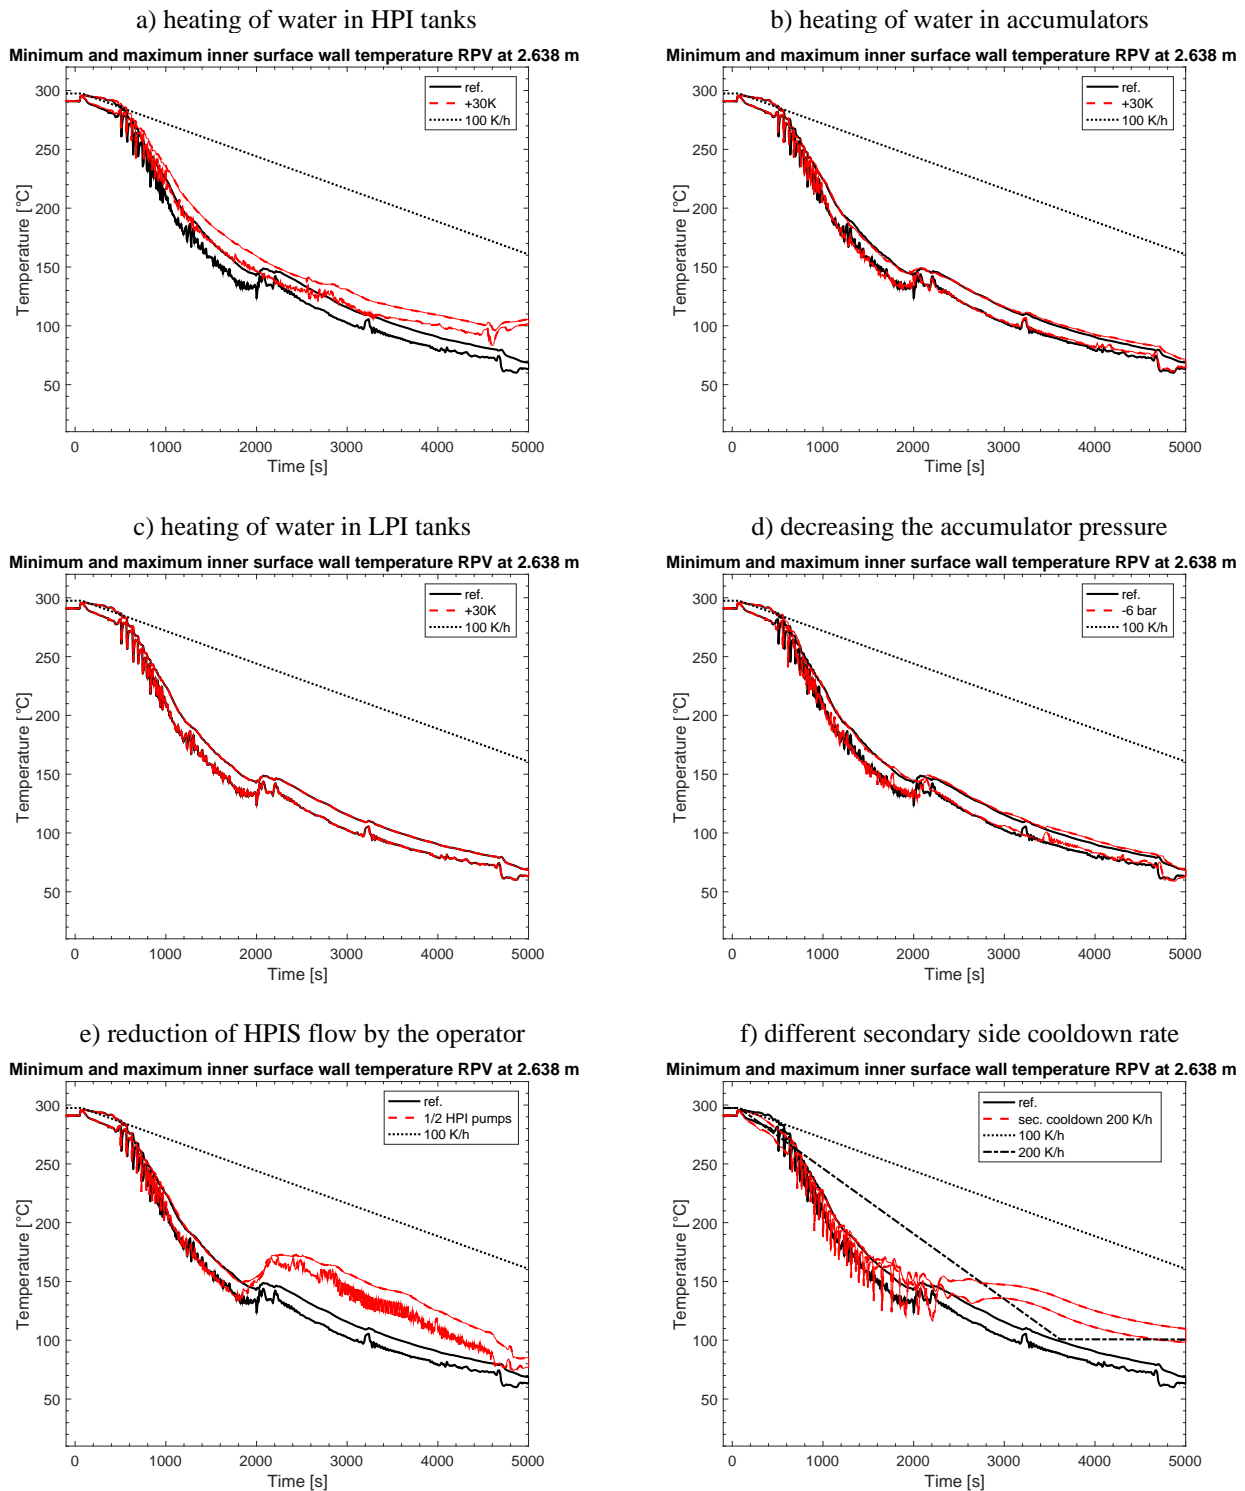 a) heating of water in HPI tanks
Minimum and maximum inner surface wall temperature RPV at 2.638 m
300
250
200
150
100
50
Temperature [°C]
ref.
+30K
100 K/h
0 1000 2000 3000 4000 5000
Time [s]
b) heating of water in accumulators
Minimum and maximum inner surface wall temperature RPV at 2.638 m
300
250
200
150
100
50
Temperature [°C]
ref.
+30K
100 K/h
0 1000 2000 3000 4000 5000
Time [s]
c) heating of water in LPI tanks
Minimum and maximum inner surface wall temperature RPV at 2.638 m
300
250
200
150
100
50
Temperature [°C]
ref.
+30K
100 K/h
0 1000 2000 3000 4000 5000
Time [s]
d) decreasing the accumulator pressure
Minimum and maximum inner surface wall temperature RPV at 2.638 m
300
250
200
150
100
50
Temperature [°C]
ref.
-6 bar
100 K/h
0 1000 2000 3000 4000 5000
Time [s]
e) reduction of HPIS flow by the operator
Minimum and maximum inner surface wall temperature RPV at 2.638 m
300
250
200
150
100
50
Temperature [°C]
ref.
1/2 HPI pumps
100 K/h
0 1000 2000 3000 4000 5000
Time [s]
f) different secondary side cooldown rate
Minimum and maximum inner surface wall temperature RPV at 2.638 m
300
250
200
150
100
50
Temperature [°C]
ref.
sec. cooldown 200 K/h
100 K/h
200 K/h
0 1000 2000 3000 4000 5000
Time [s]